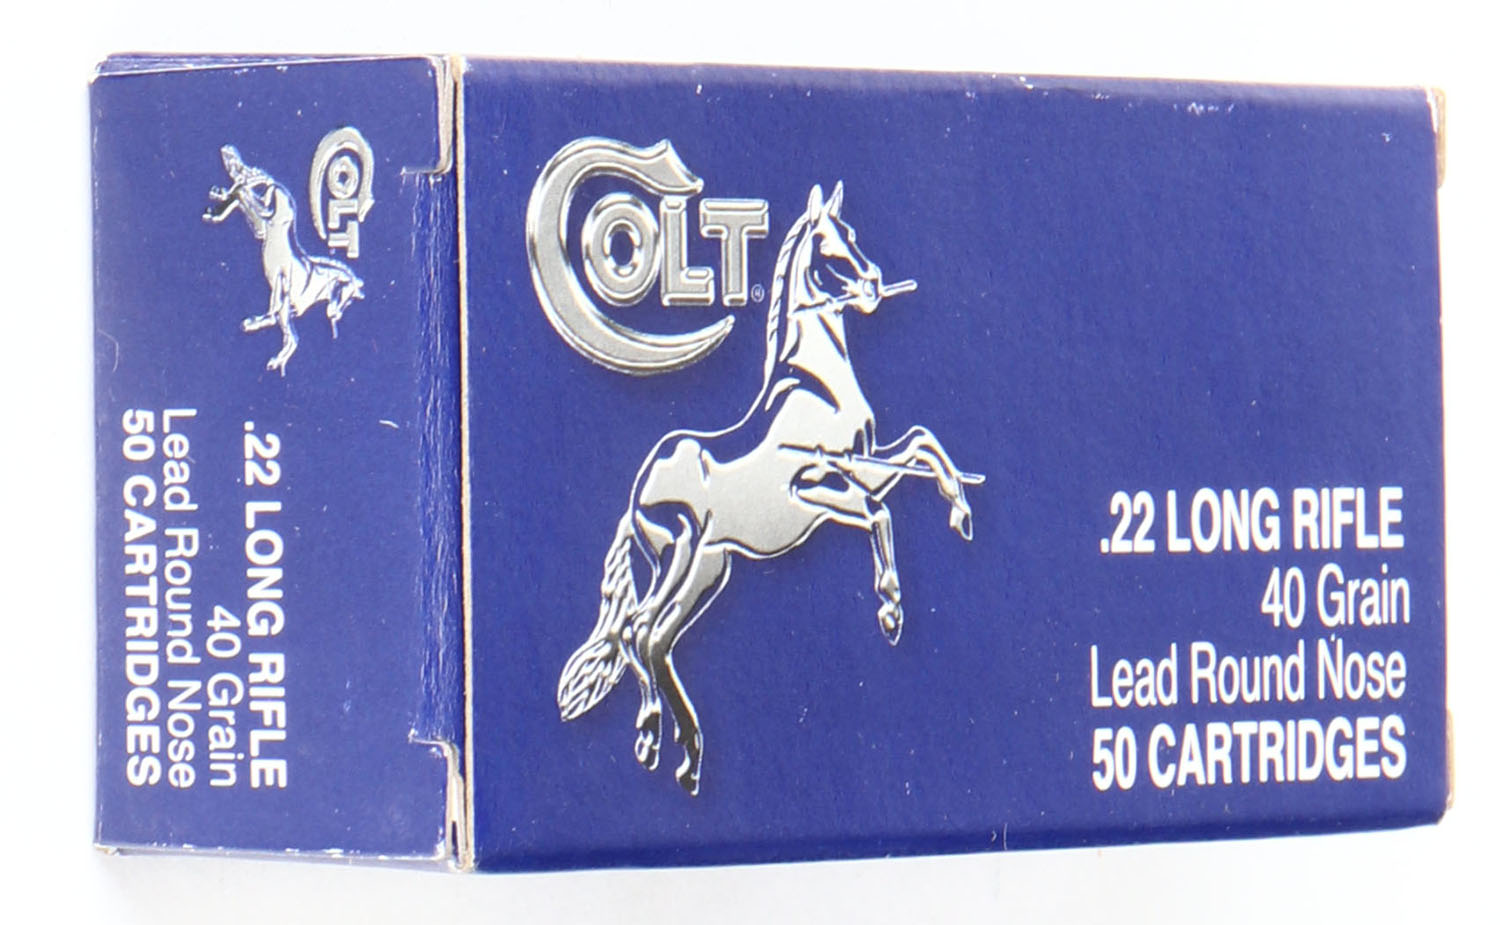 COLT
.22 LONG RIFLE
40 Grain
Lead Round Nose
50 CARTRIDGES
COLT®
.22 LONG RIFLE
40 Grain
Lead Round Nose
50 CARTRIDGES